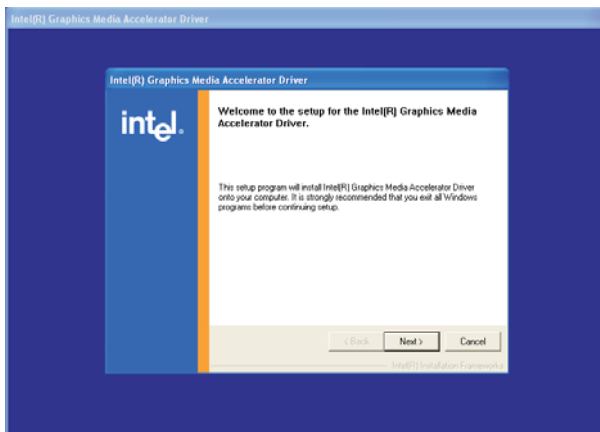 Intel(R) Graphics Media Accelerator Driver
Intel(R) Graphics Media Accelerator Driver
intel.
Welcome to the setup for the Intel(R) Graphics Media
Accelerator Driver.
This setup program will install Intel(R) Graphics Media Accelerator Driver
onto your computer. It is strongly recommended that you exit all Windows
programs before continuing setup.
< Back
Next >
Cancel
Intel(R) Installation Frameworks